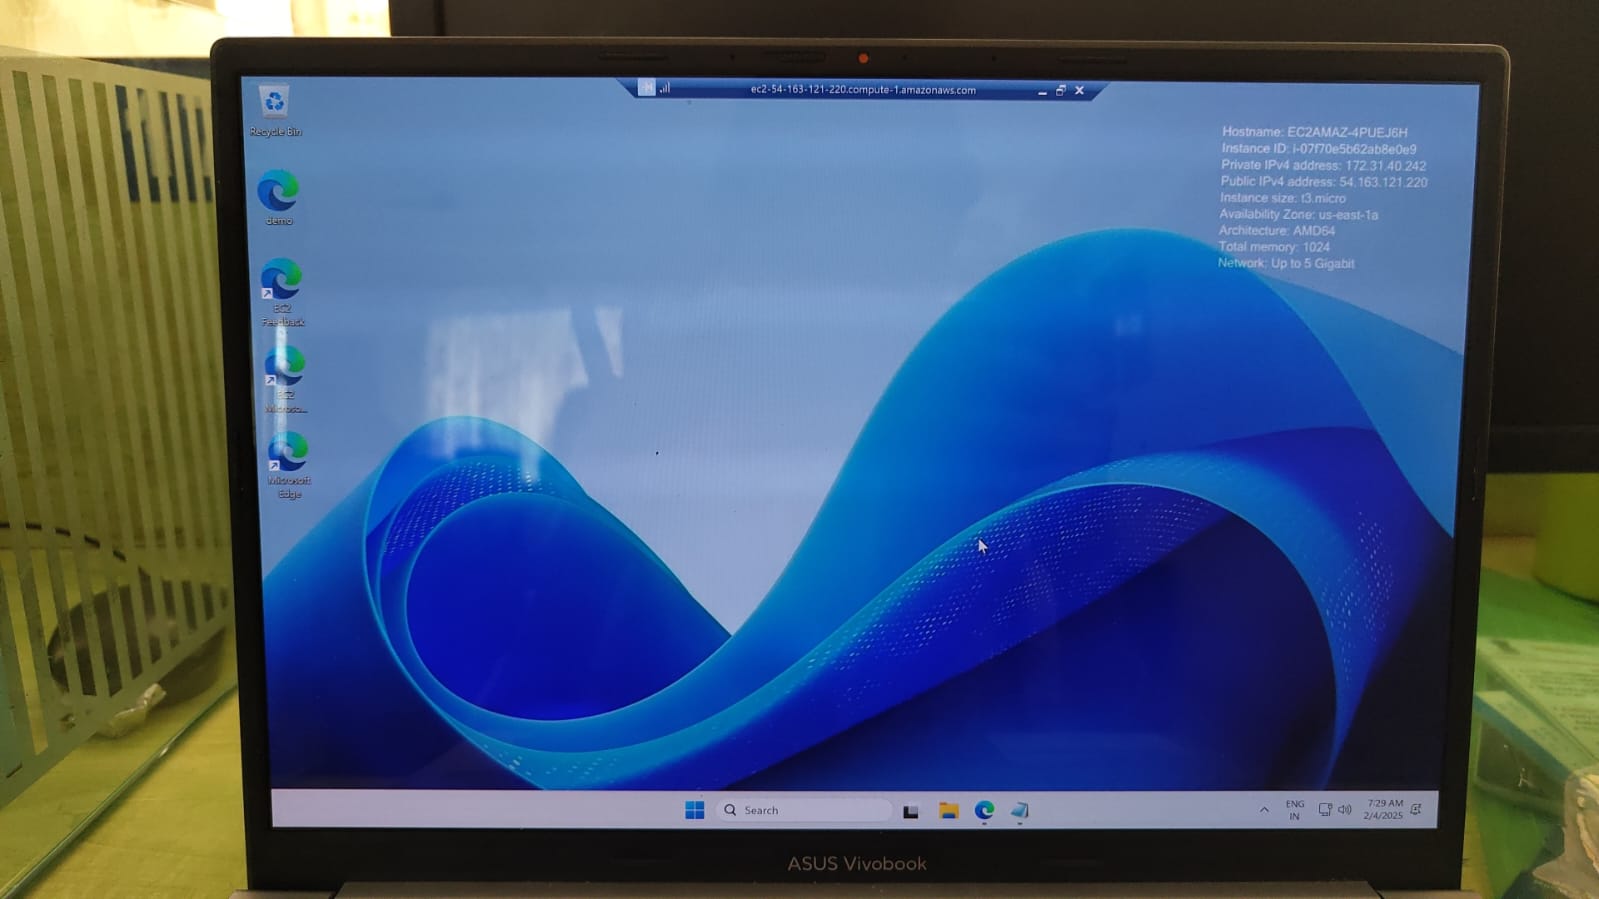 ec2-54-163-121-220.compute-1.amazonaws.com
Recycle Bin
demo
EC2
Feedback
EC2
Microso...
Microsoft
Edge
Hostname: EC2AMAZ-4PUEJ6H
Instance ID: i-07f70e5b62ab8e0e9
Private IPv4 address: 172.31.40.242
Public IPv4 address: 54.163.121.220
Instance size: t3.micro
Availability Zone: us-east-1a
Architecture: AMD64
Total memory: 1024
Network: Up to 5 Gigabit
Search
ENG
IN
7:29 AM
2/4/2025
ASUS Vivobook